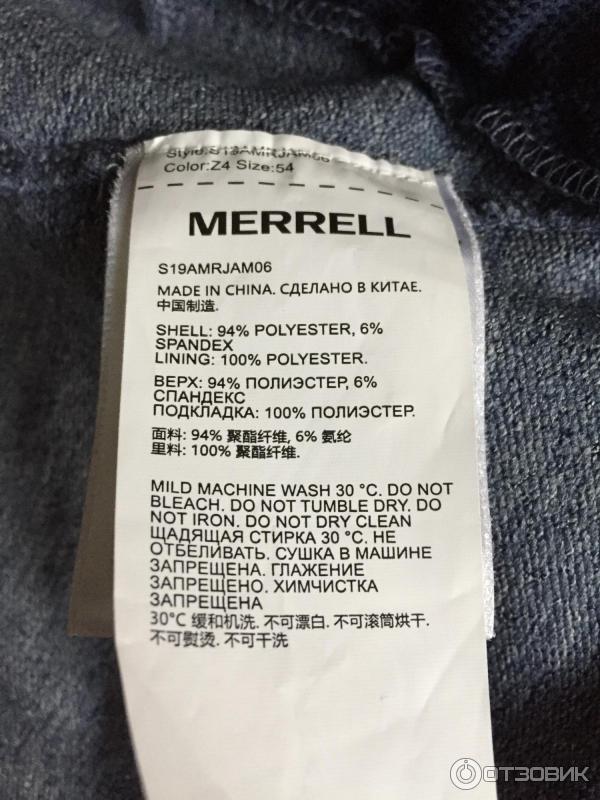 Style:S19AMRJAM06
Color:Z4 Size:54
MERRELL
S19AMRJAM06
MADE IN CHINA. СДЕЛАНО В КИТАЕ.
中国制造.
SHELL: 94% POLYESTER, 6%
SPANDEX
LINING: 100% POLYESTER.
ВЕРХ: 94% ПОЛИЭСТЕР, 6%
СПАНДЕКС
ПОДКЛАДКА: 100% ПОЛИЭСТЕР.
面料: 94% 聚酯纤维, 6% 氨纶
里料: 100% 聚酯纤维.
MILD MACHINE WASH 30 °C. DO NOT
BLEACH. DO NOT TUMBLE DRY. DO
NOT IRON. DO NOT DRY CLEAN
ЩАДЯЩАЯ СТИРКА 30 °C. НЕ
ОТБЕЛИВАТЬ. СУШКА В МАШИНЕ
ЗАПРЕЩЕНА. ГЛАЖЕНИЕ
ЗАПРЕЩЕНО. ХИМЧИСТКА
ЗАПРЕЩЕНА
30°C 缓和机洗. 不可漂白. 不可滚筒烘干.
不可熨烫. 不可干洗
ОТЗОВИК